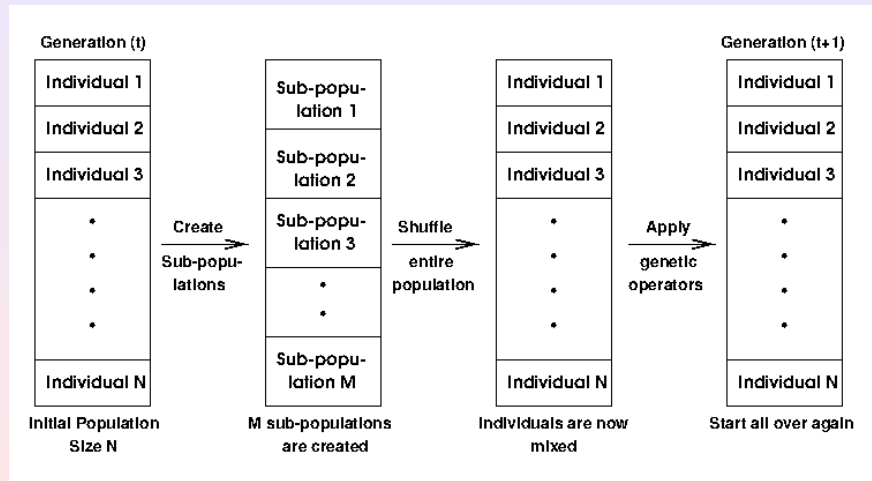 Generation (t)
Individual 1
Individual 2
Individual 3
Individual N
Initial Population
Size N
Create
Sub-popu-
lations
Sub-popu-
lation 1
Sub-popu-
lation 2
Sub-popu-
lation 3
Sub-popu-
lation M
M sub-populations
are created
Shuffle
entire
population
Individual 1
Individual 2
Individual 3
Individual N
Individuals are now
mixed
Apply
genetic
operators
Generation (t+1)
Individual 1
Individual 2
Individual 3
Individual N
Start all over again